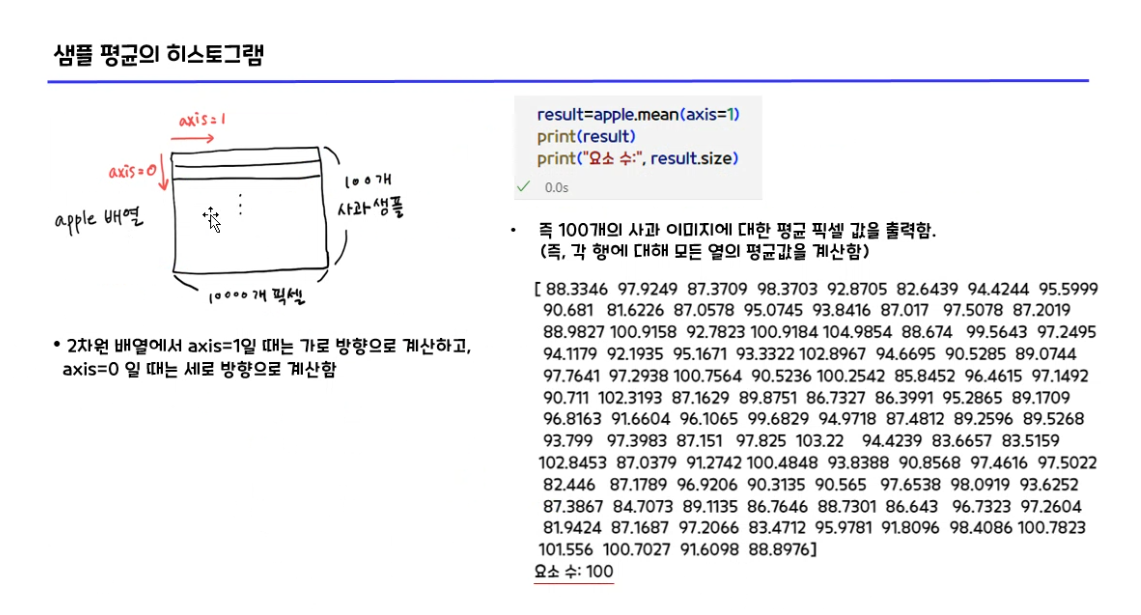 샘플 평균의 히스토그램
axis=1
axis=0
apple 배열
100개
사과 샘플
10000개 픽셀
• 2차원 배열에서 axis=1일 때는 가로 방향으로 계산하고,
axis=0 일 때는 세로 방향으로 계산함
result=apple.mean(axis=1)
print(result)
print("요소 수:", result.size)
✓ 0.0s
• 즉 100개의 사과 이미지에 대한 평균 픽셀 값을 출력함.
(즉, 각 행에 대해 모든 열의 평균값을 계산함)
[ 88.3346 97.9249 87.3709 98.3703 92.8705 82.6439 94.4244 95.5999
90.681 81.6226 87.0578 95.0745 93.8416 87.017 97.5078 87.2019
88.9827 100.9158 92.7823 100.9184 104.9854 88.674 99.5643 97.2495
94.1179 92.1935 95.1671 93.3322 102.8967 94.6695 90.5285 89.0744
97.7641 97.2938 100.7564 90.5236 100.2542 85.8452 96.4615 97.1492
90.711 102.3193 87.1629 89.8751 86.7327 86.3991 95.2865 89.1709
96.8163 91.6604 96.1065 99.6829 94.9718 87.4812 89.2596 89.5268
93.799 97.3983 87.151 97.825 103.22 94.4239 83.6657 83.5159
102.8453 87.0379 91.2742 100.4848 93.8388 90.8568 97.4616 97.5022
82.446 87.1789 96.9206 90.3135 90.565 97.6538 98.0919 93.6252
87.3867 84.7073 89.1135 86.7646 88.7301 86.643 96.7323 97.2604
81.9424 87.1687 97.2066 83.4712 95.9781 91.8096 98.4086 100.7823
101.556 100.7027 91.6098 88.8976]
요소 수: 100